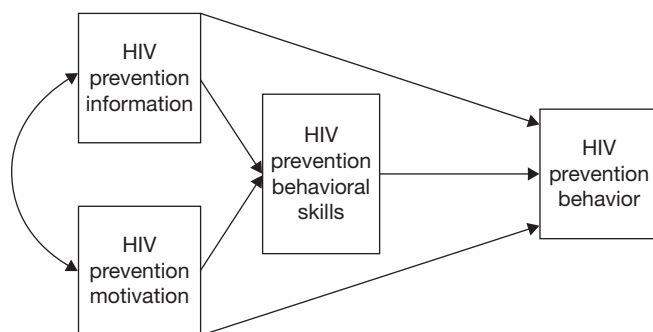 HIV
prevention
information
HIV
prevention
behavioral
skills
HIV
prevention
behavior
HIV
prevention
motivation